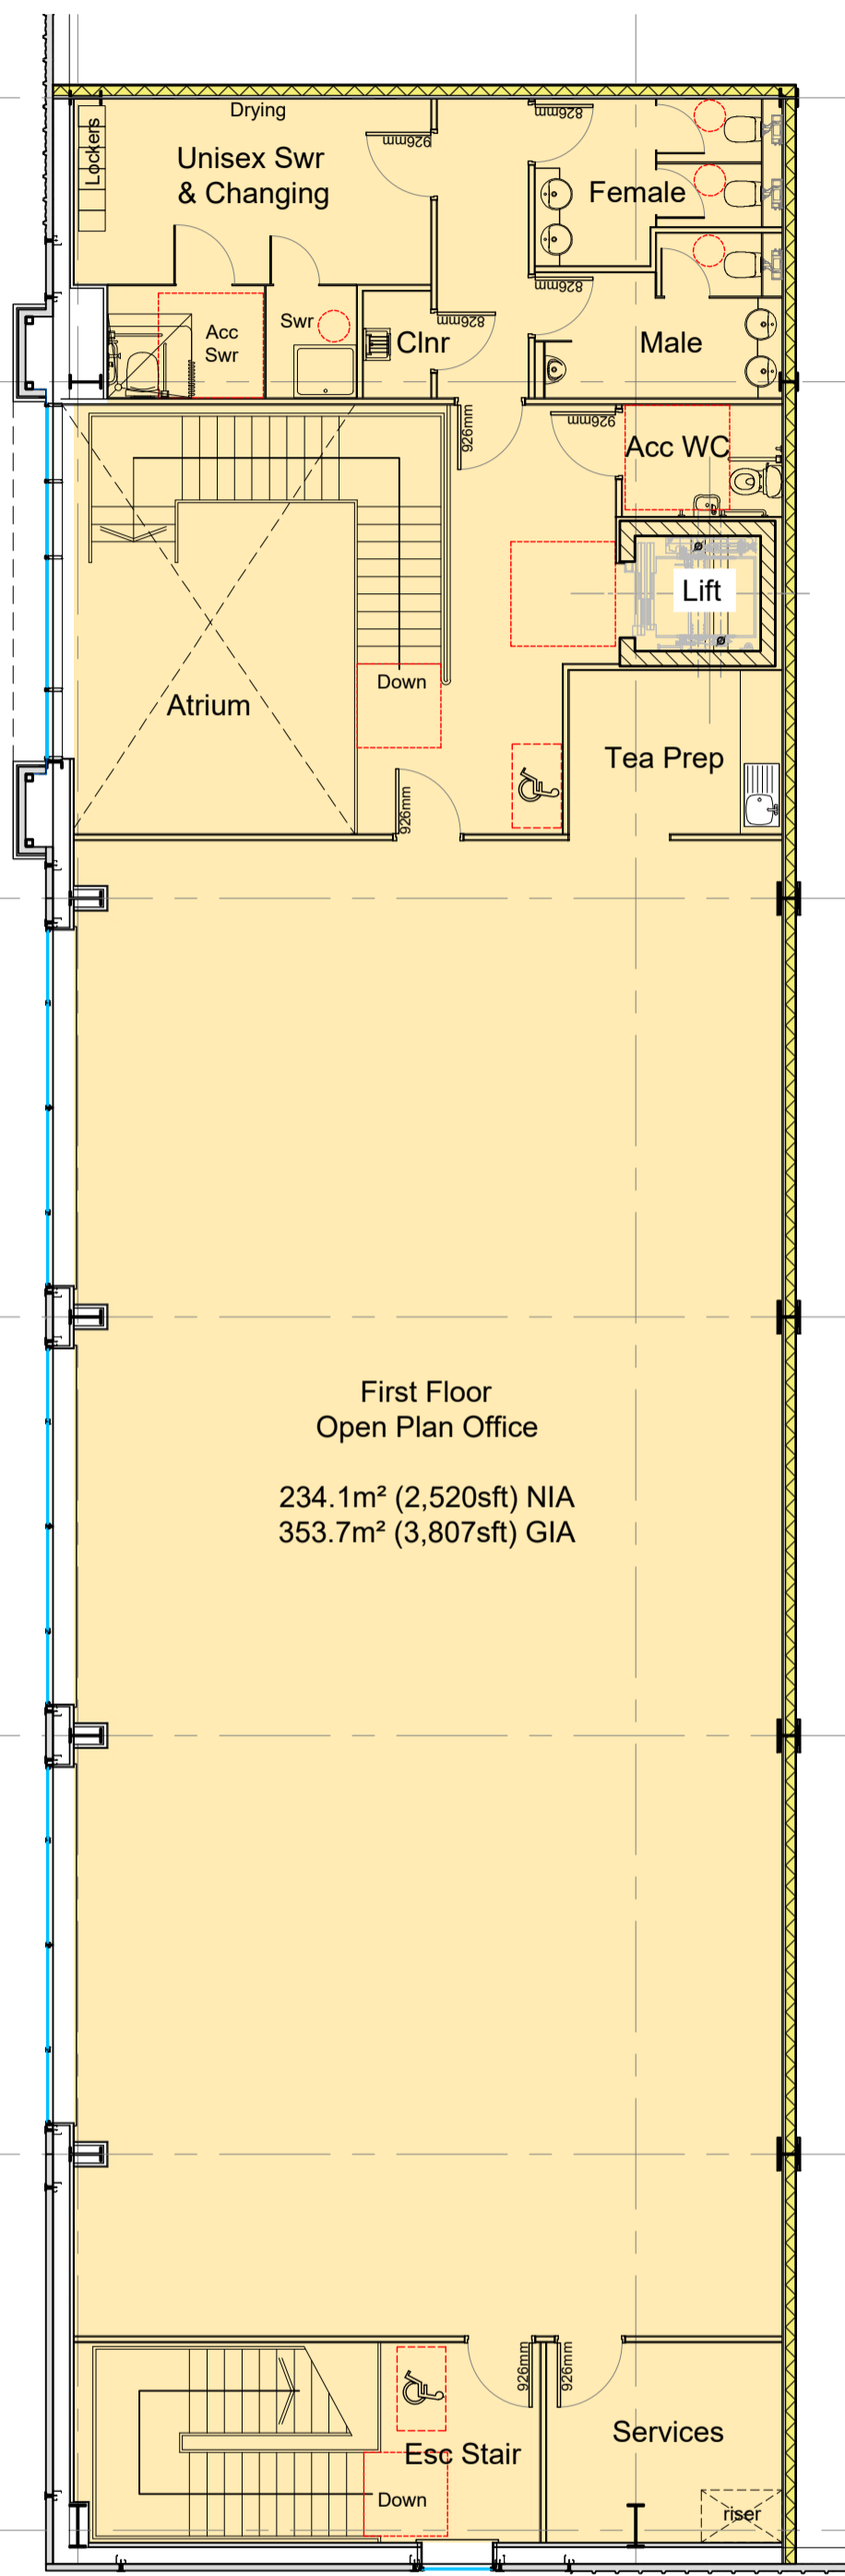 Drying
Lockers
Unisex Swr
& Changing
926mm
826mm
Female
Acc
Swr
Swr
826mm
Clnr
826mm
Male
926mm
926mm
Acc WC
Lift
Down
Atrium
Tea Prep
926mm
First Floor
Open Plan Office
234.1m² (2,520sft) NIA
353.7m² (3,807sft) GIA
926mm
926mm
Services
Esc Stair
Down
riser